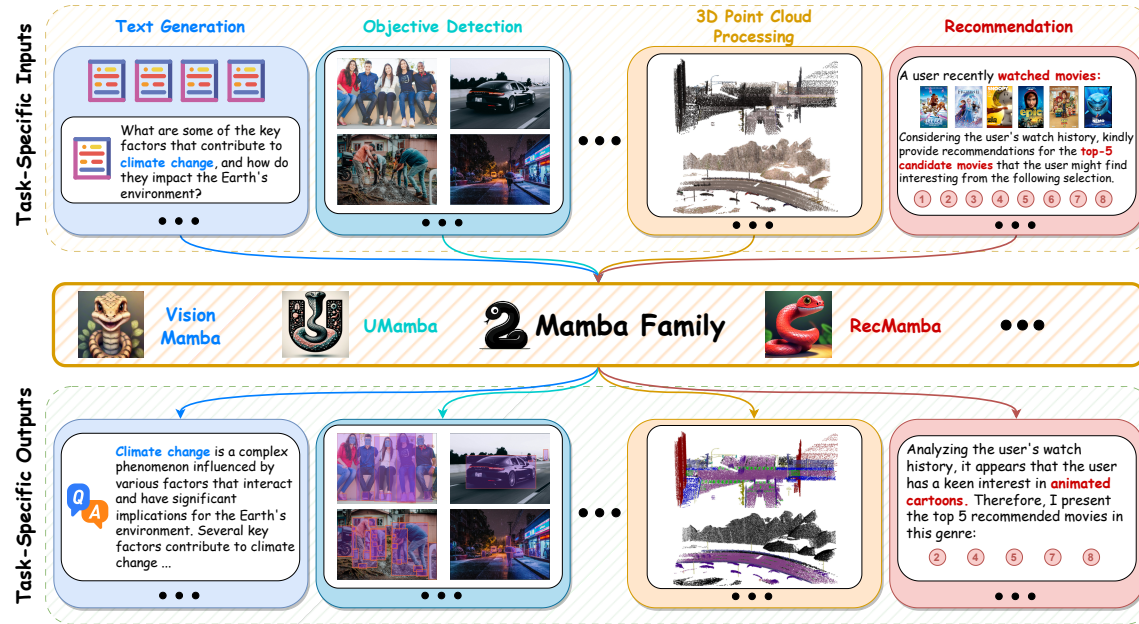 Task-Specific Inputs
Text Generation
Objective Detection
3D Point Cloud
Processing
Recommendation
What are some of the key
factors that contribute to
climate change, and how do
they impact the Earth's
environment?
A user recently watched movies:
epic
Considering the user's watch history, kindly
provide recommendations for the top-5
candidate movies that the user might find
interesting from the following selection.
1 2 3 4 5 6 7 8
Vision
Mamba
UMamba
Mamba Family
RecMamba
Task-Specific Outputs
Q
A
Climate change is a complex
phenomenon influenced by
various factors that interact
and have significant
implications for the Earth's
environment. Several key
factors contribute to climate
change ...
Analyzing the user's watch
history, it appears that the user
has a keen interest in animated
cartoons. Therefore, I present
the top 5 recommended movies in
this genre:
2 4 5 7 8